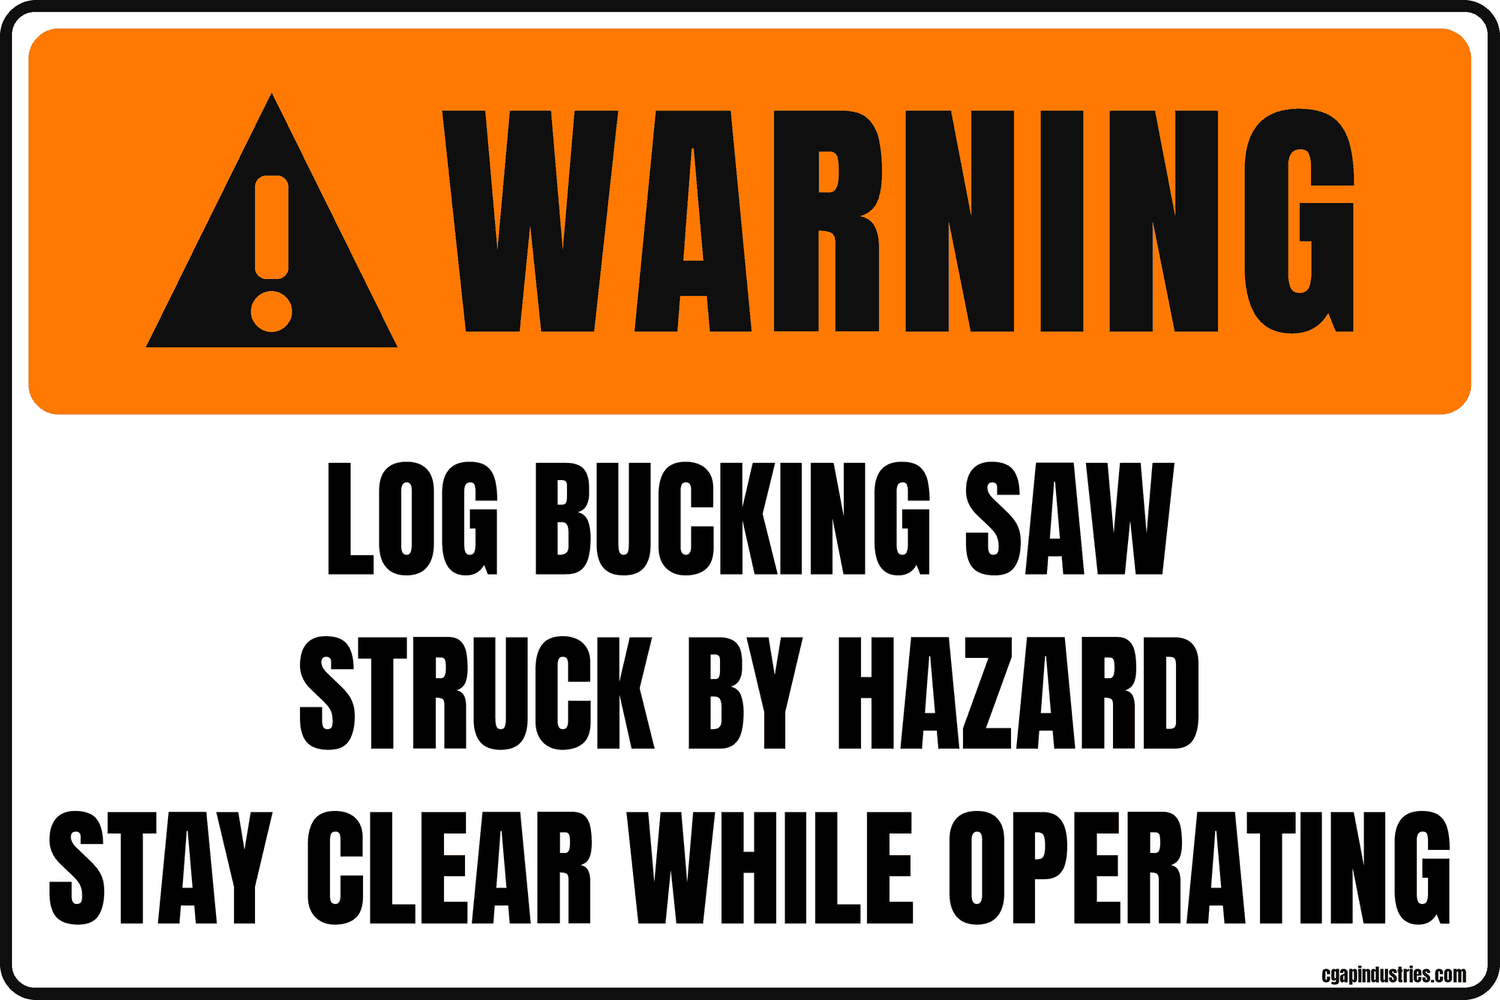 WARNING
LOG BUCKING SAW
STRUCK BY HAZARD
STAY CLEAR WHILE OPERATING
cgapindustries.com